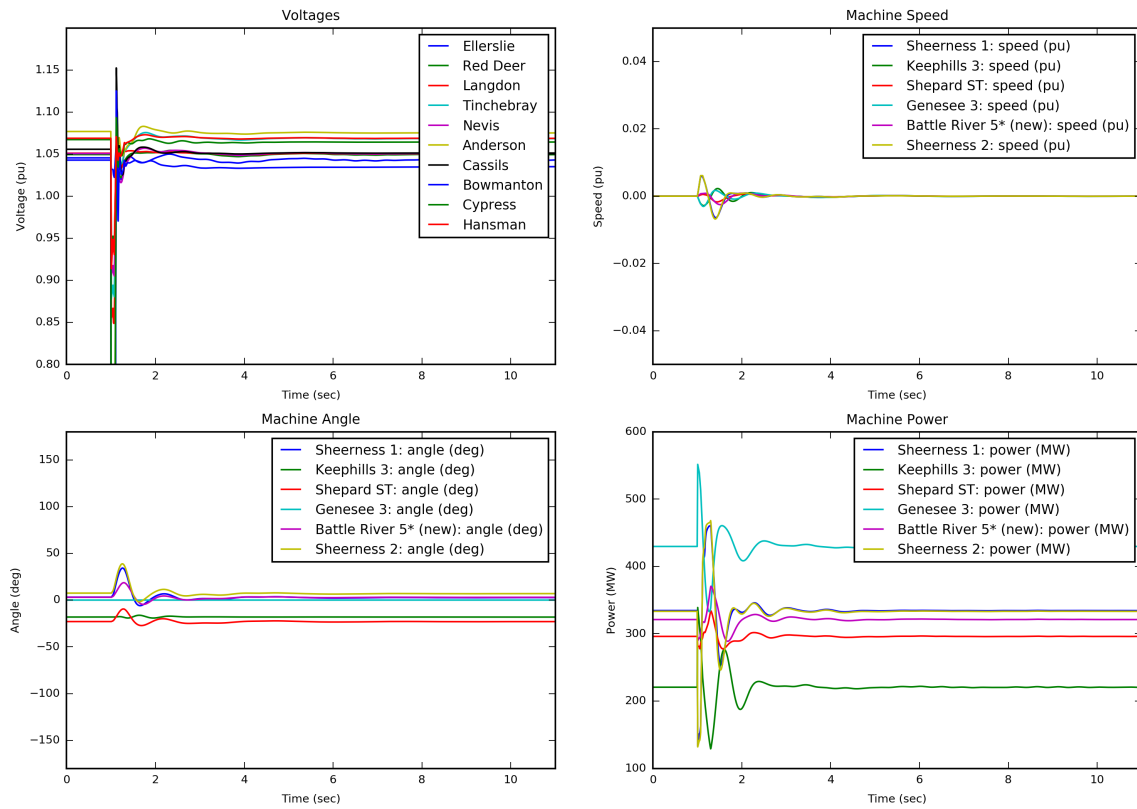 Voltages
Voltage (pu)
1.15
1.10
1.05
1.00
0.95
0.90
0.85
0.80
0
2
4
6
8
10
Time (sec)
Ellerslie
Red Deer
Langdon
Tinchebray
Nevis
Anderson
Cassils
Bowmanton
Cypress
Hansman
Machine Speed
Speed (pu)
0.04
0.02
0.00
−0.02
−0.04
0
2
4
6
8
10
Time (sec)
Sheerness 1: speed (pu)
Keephills 3: speed (pu)
Shepard ST: speed (pu)
Genesee 3: speed (pu)
Battle River 5* (new): speed (pu)
Sheerness 2: speed (pu)
Machine Angle
Angle (deg)
150
100
50
0
−50
−100
−150
0
2
4
6
8
10
Time (sec)
Sheerness 1: angle (deg)
Keephills 3: angle (deg)
Shepard ST: angle (deg)
Genesee 3: angle (deg)
Battle River 5* (new): angle (deg)
Sheerness 2: angle (deg)
Machine Power
Power (MW)
600
500
400
300
200
100
0
2
4
6
8
10
Time (sec)
Sheerness 1: power (MW)
Keephills 3: power (MW)
Shepard ST: power (MW)
Genesee 3: power (MW)
Battle River 5* (new): power (MW)
Sheerness 2: power (MW)